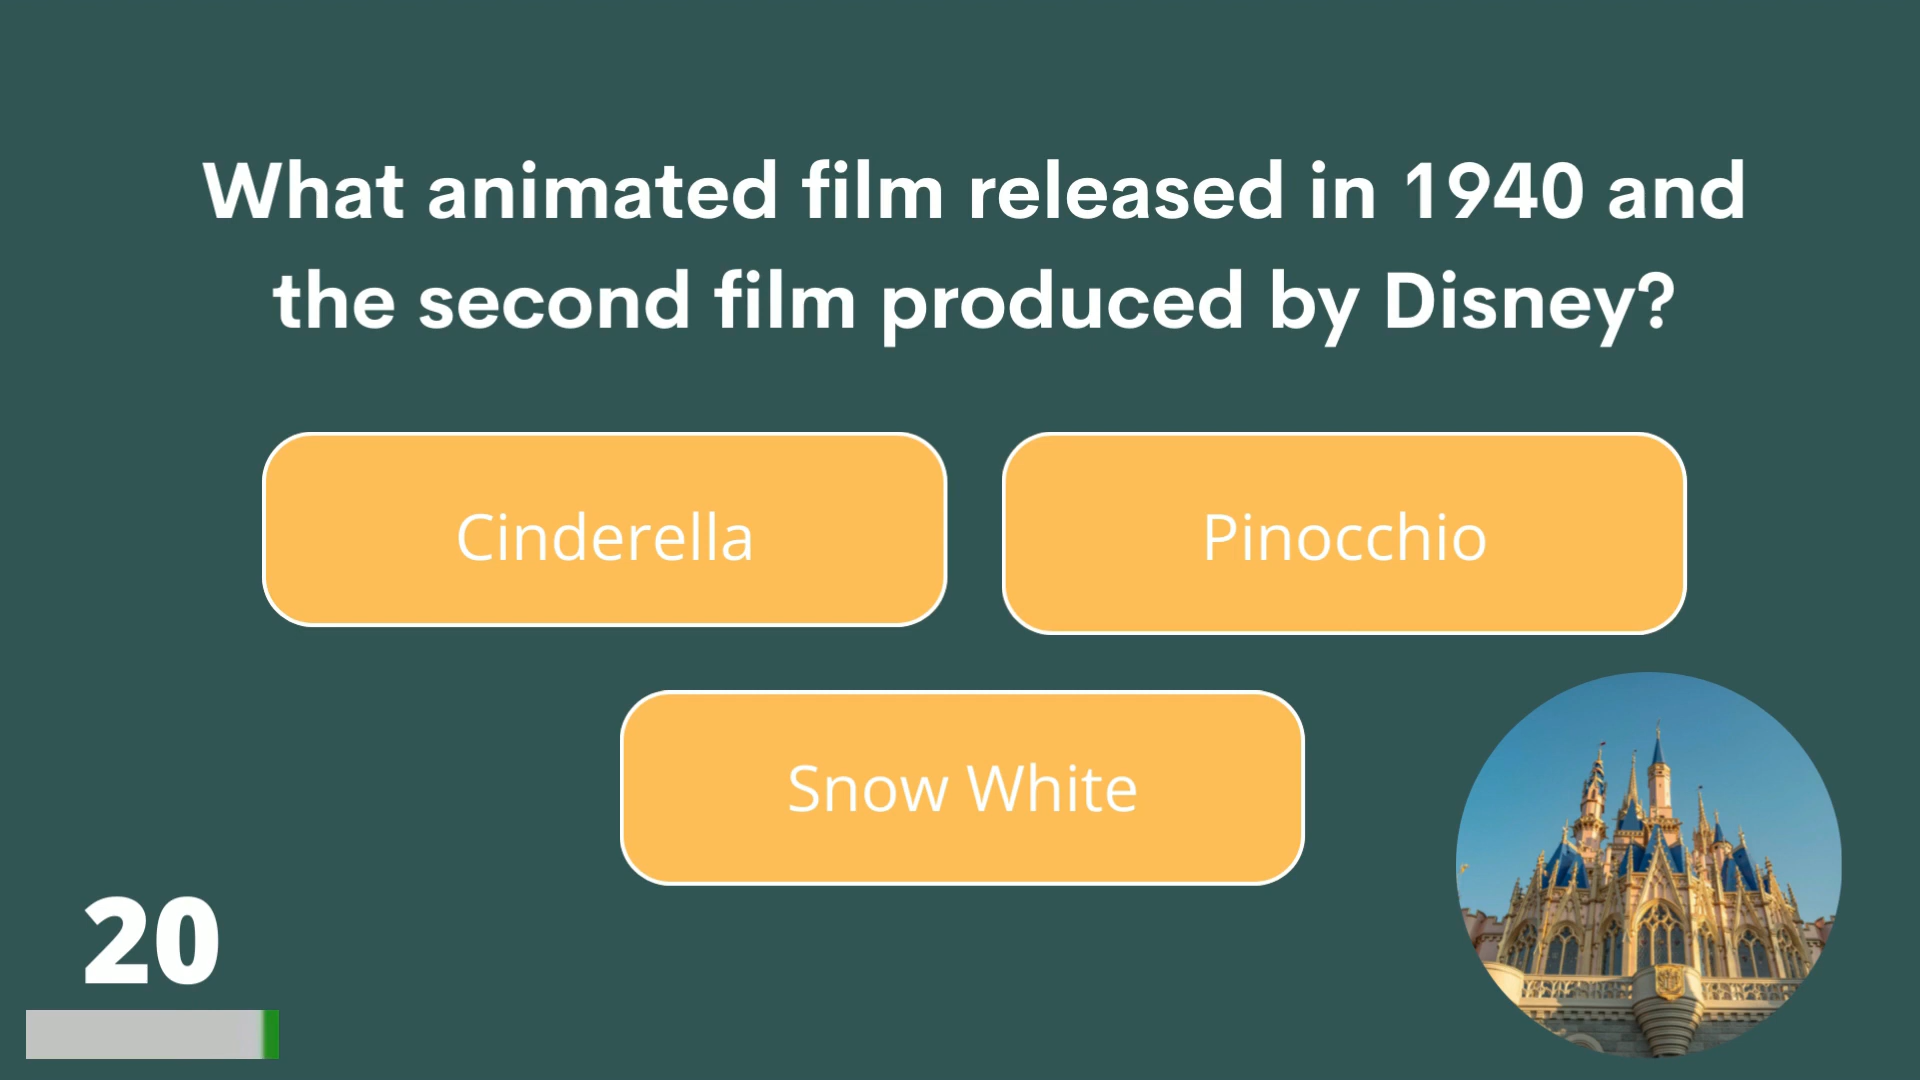 What animated film released in 1940 and
the second film produced by Disney?
Cinderella
Pinocchio
Snow White
20